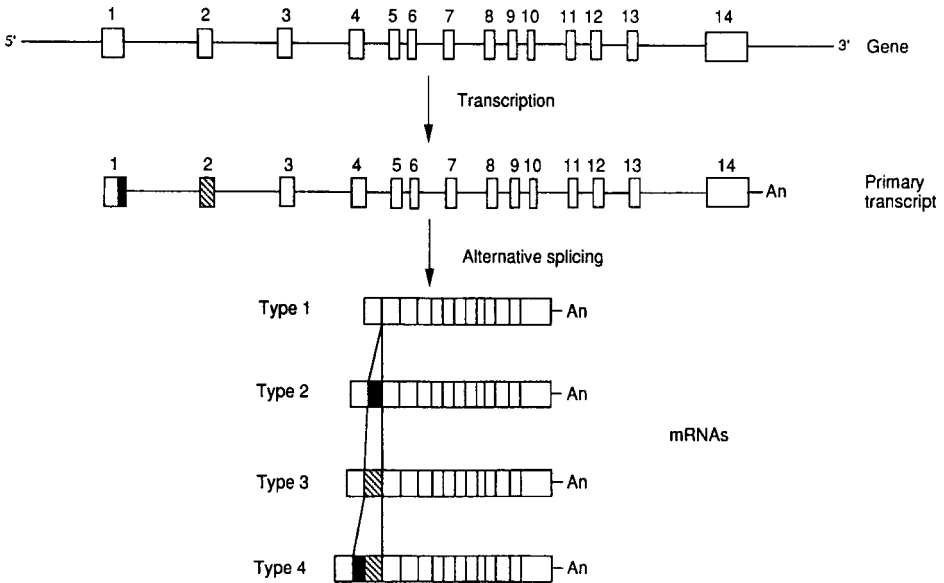 1 2 3 4 5 6 7 8 9 10 11 12 13 14
5' 3' Gene
Transcription
1 2 3 4 5 6 7 8 9 10 11 12 13 14
An
Primary
transcript
Alternative splicing
Type 1 An
Type 2 An
mRNAs
Type 3 An
Type 4 An